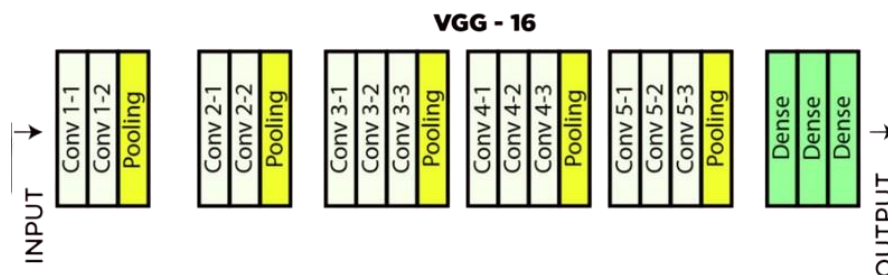 VGG - 16
INPUT
Conv 1-1
Conv 1-2
Pooling
Conv 2-1
Conv 2-2
Pooling
Conv 3-1
Conv 3-2
Conv 3-3
Pooling
Conv 4-1
Conv 4-2
Conv 4-3
Pooling
Conv 5-1
Conv 5-2
Conv 5-3
Pooling
Dense
Dense
Dense
OUTPUT